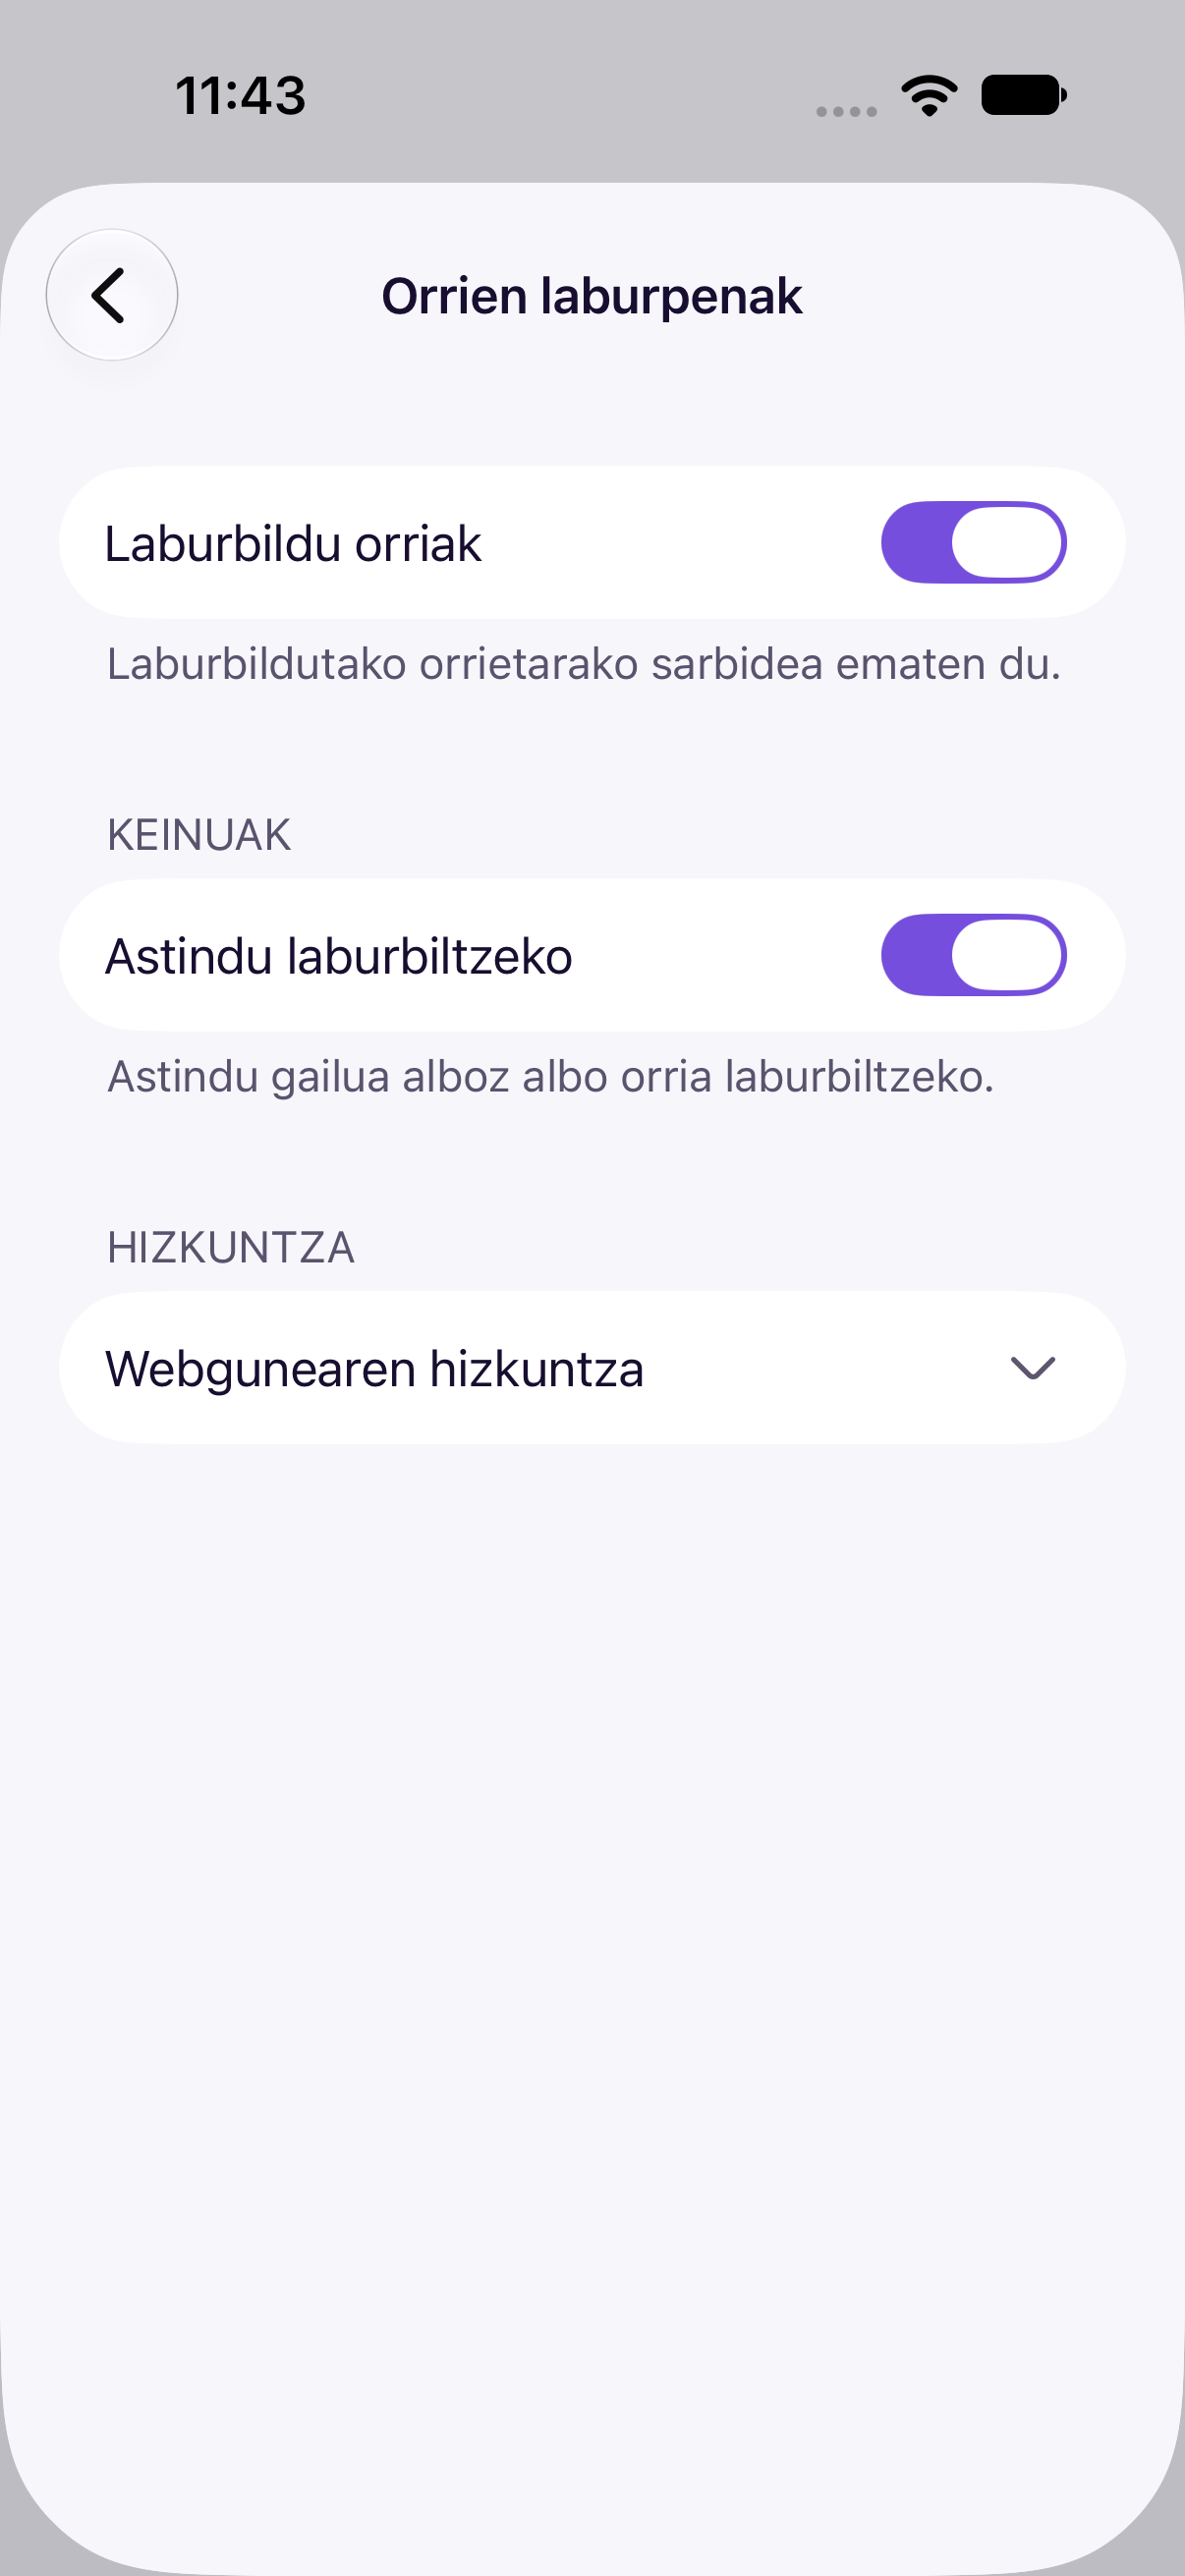 11:43
Orrien laburpenak
Laburbildu orriak
Laburbildutako orrietarako sarbidea ematen du.
KEINUAK
Astindu laburbiltzeko
Astindu gailua alboz albo orria laburbiltzeko.
HIZKUNTZA
Webgunearen hizkuntza